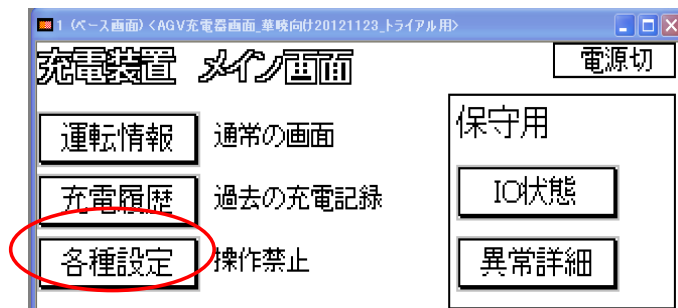 1 (ベース画面) <AGV充電器画面_華暁向け20121123_トライアル用>
充電装置 メイン画面
電源切
運転情報 通常の画面
充電履歴 過去の充電記録
各種設定 操作禁止
保守用
IO状態
異常詳細